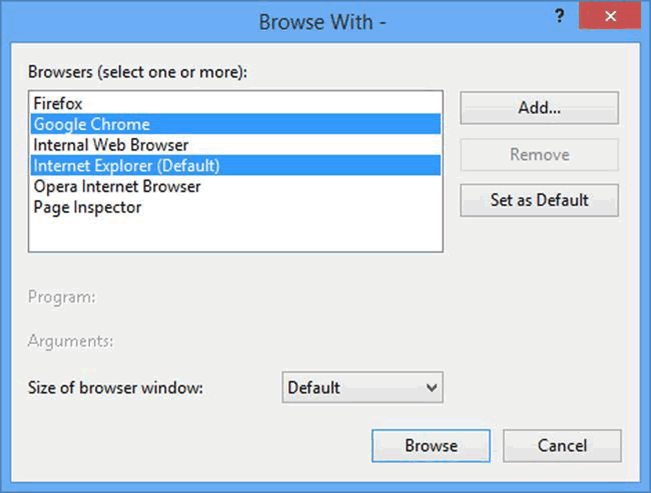 Browse With -
?
Browsers (select one or more):
Firefox
Google Chrome
Internal Web Browser
Internet Explorer (Default)
Opera Internet Browser
Page Inspector
Add...
Remove
Set as Default
Program:
Arguments:
Size of browser window:
Default
Browse
Cancel